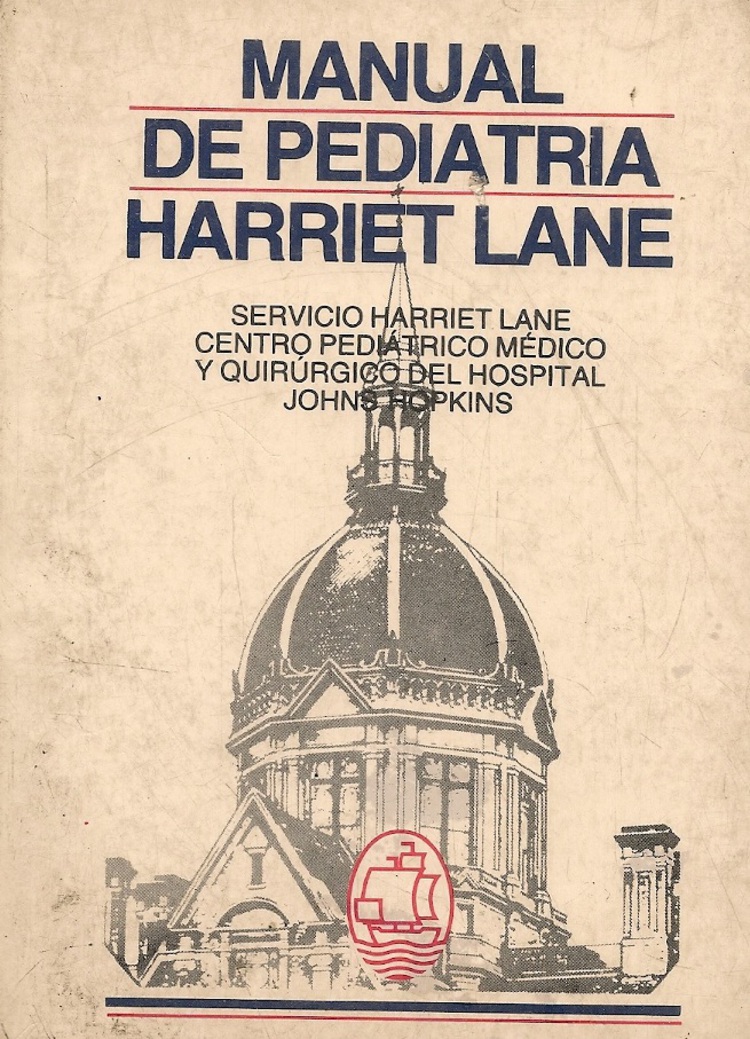 MANUAL
DE PEDIATRIA
HARRIET LANE
SERVICIO HARRIET LANE
CENTRO PEDIÁTRICO MÉDICO
Y QUIRÚRGICO DEL HOSPITAL
JOHNS HOPKINS